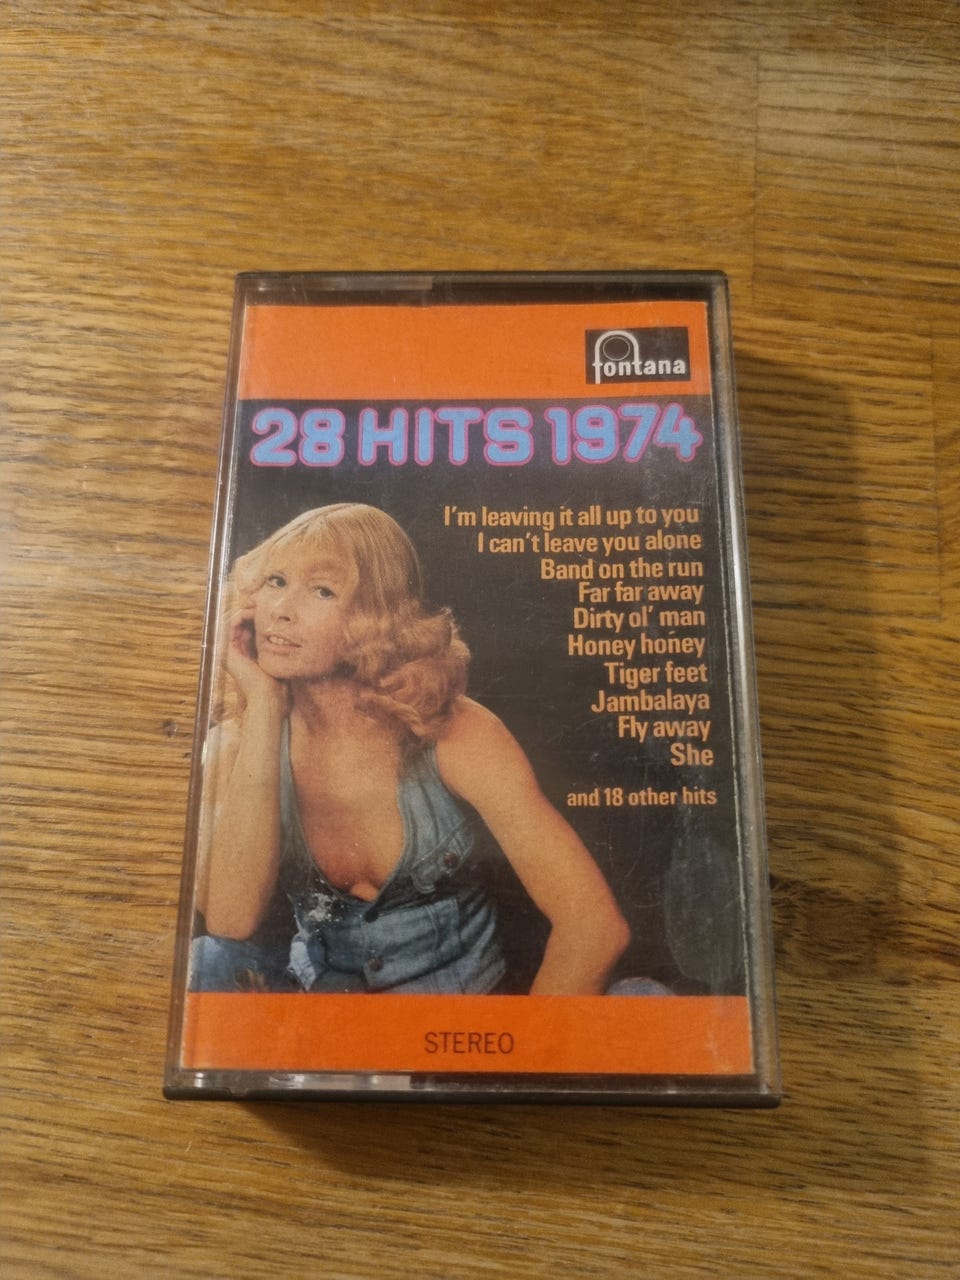 fontana
28 HITS 1974
I'm leaving it all up to you
I can't leave you alone
Band on the run
Far far away
Dirty ol' man
Honey honey
Tiger feet
Jambalaya
Fly away
She
and 18 other hits
STEREO